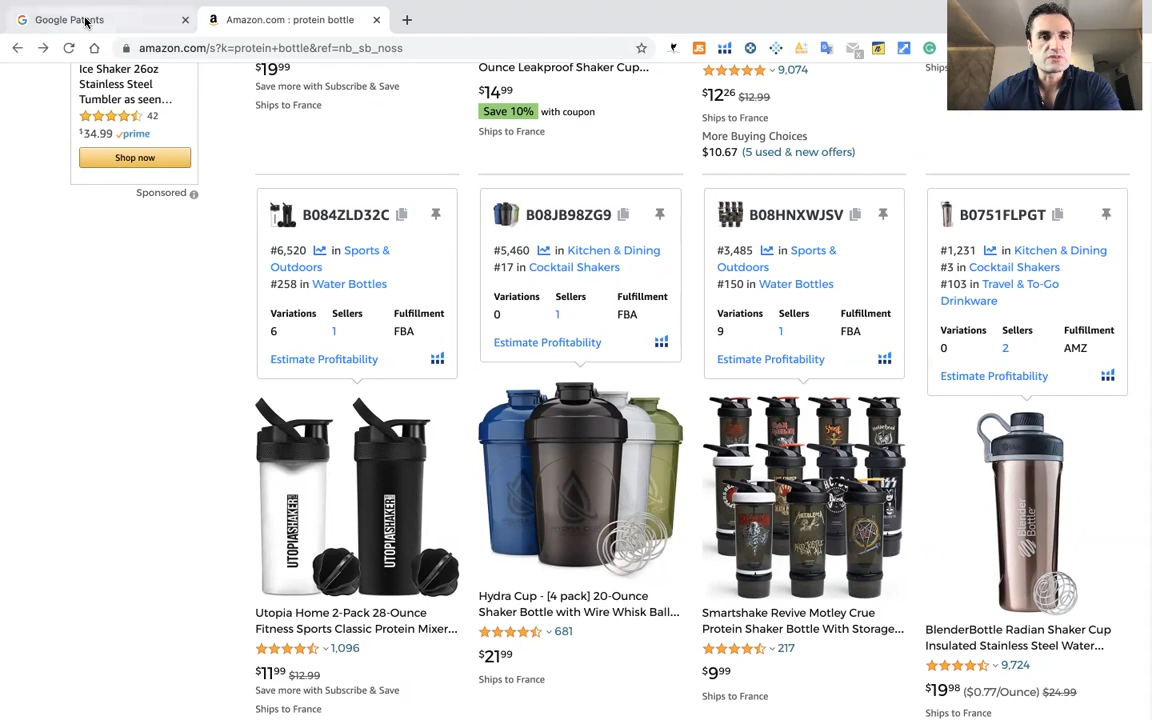 Google Patents
Amazon.com : protein bottle
amazon.com/s?k=protein+bottle&ref=nb_sb_noss
Ice Shaker 26oz
Stainless Steel
Tumbler as seen…
42
$34.99 prime
Shop now
Sponsored
$19 99
Save more with Subscribe & Save
Ships to France
Ounce Leakproof Shaker Cup...
$14 99
Save 10% with coupon
Ships to France
9,074
$12 26 $12.99
Ships to France
More Buying Choices
$10.67 (5 used & new offers)
B084ZLD32C
#6,520 in Sports &
Outdoors
#258 in Water Bottles
Variations Sellers Fulfillment
6 1 FBA
Estimate Profitability
B08JB98ZG9
#5,460 in Kitchen & Dining
#17 in Cocktail Shakers
Variations Sellers Fulfillment
0 1 FBA
Estimate Profitability
B08HNXWJSV
#3,485 in Sports &
Outdoors
#150 in Water Bottles
Variations Sellers Fulfillment
9 1 FBA
Estimate Profitability
B0751FLPGT
#1,231 in Kitchen & Dining
#3 in Cocktail Shakers
#103 in Travel & To-Go
Drinkware
Variations Sellers Fulfillment
0 2 AMZ
Estimate Profitability
UTOPIA SHAKER
UTOPIA SHAKER
HYDRA CUP
BlenderBottle
Utopia Home 2-Pack 28-Ounce
Fitness Sports Classic Protein Mixer...
1,096
$11 99 $12.99
Save more with Subscribe & Save
Ships to France
Hydra Cup - [4 pack] 20-Ounce
Shaker Bottle with Wire Whisk Ball...
681
$21 99
Ships to France
Smartshake Revive Motley Crue
Protein Shaker Bottle With Storage...
217
$9 99
Ships to France
BlenderBottle Radian Shaker Cup
Insulated Stainless Steel Water...
9,724
$19 98 ($0.77/Ounce) $24.99
Ships to France